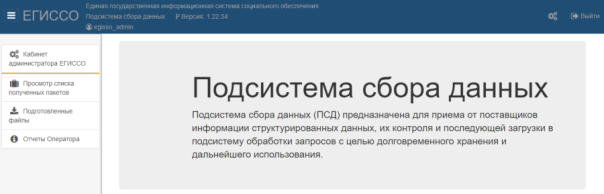 ЕГИССО
Единая государственная информационная система социального обеспечения
Подсистема сбора данных Версия: 1.22.34
egisso_admin
Выйти
Кабинет
администратора ЕГИССО
Просмотр списка
полученных пакетов
Подготовленные
файлы
Отчеты Оператора
Подсистема сбора данных
Подсистема сбора данных (ПСД) предназначена для приема от поставщиков
информации структурированных данных, их контроля и последующей загрузки в
подсистему обработки запросов с целью долговременного хранения и
дальнейшего использования.